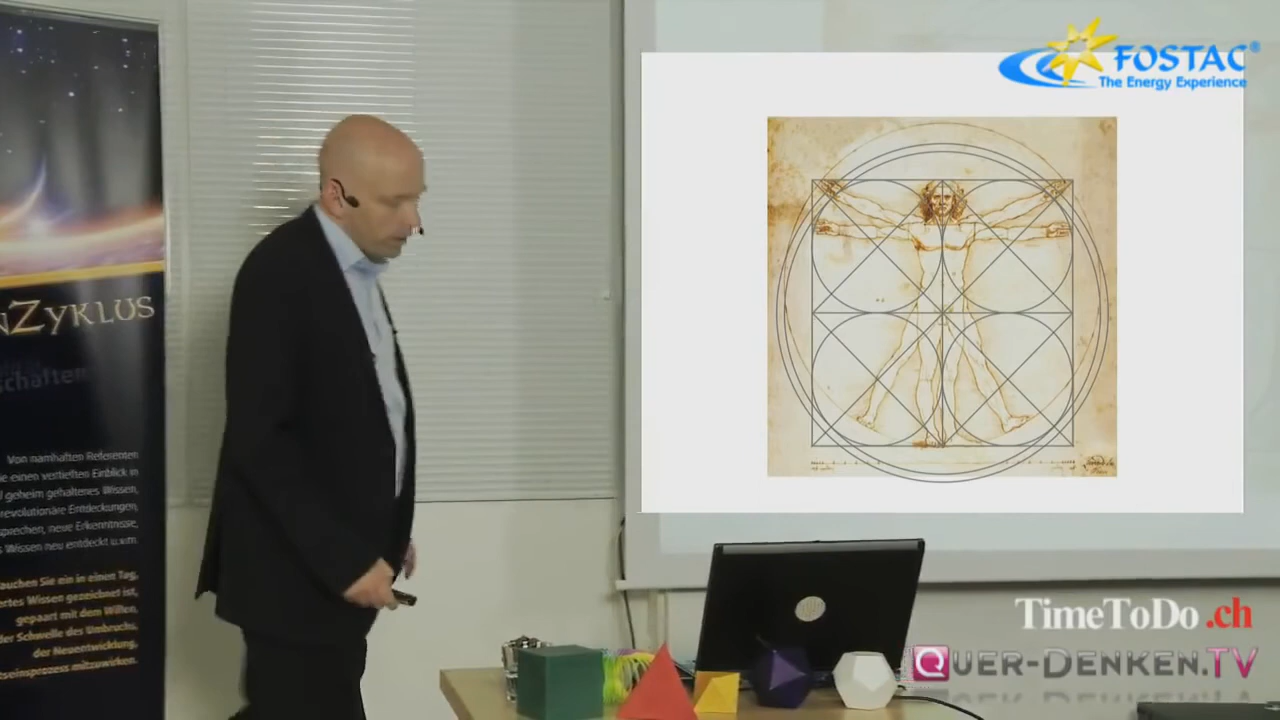 FOSTAC®
The Energy Experience
nZYKLUS
schaften
Von namhaften Referenten
ie einen vertieften Einblick in
l geheim gehaltenes Wissen,
revolutionäre Entdeckungen,
sprechen, neue Erkenntnisse,
s Wissen neu entdeckt u.v.m.
auchen Sie ein in einen Tag,
ertes Wissen gezeichnet ist,
gepaart mit dem Willen,
der Schwelle des Umbruchs,
der Neuentwicklung,
tseinsprozess mitzuwirken.
TimeToDo.ch
QUER-DENKEN.TV